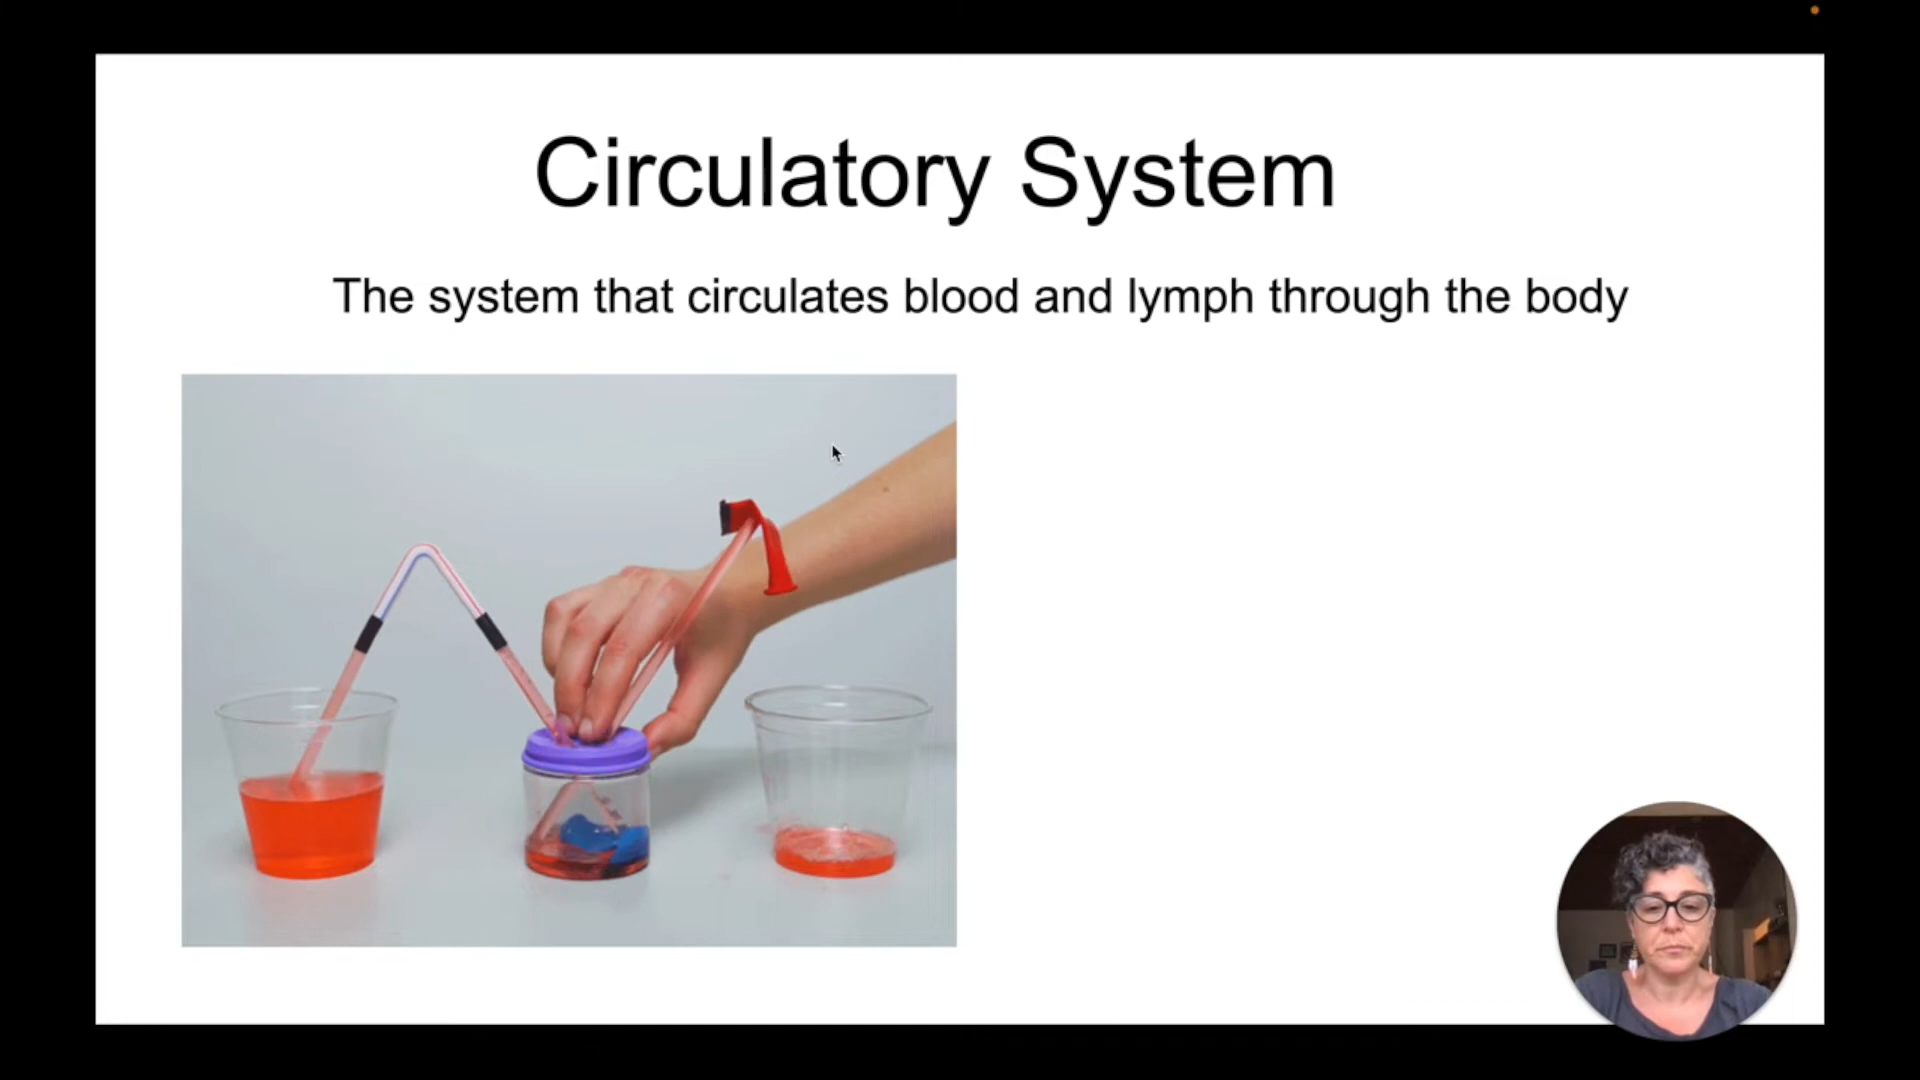 Circulatory System
The system that circulates blood and lymph through the body